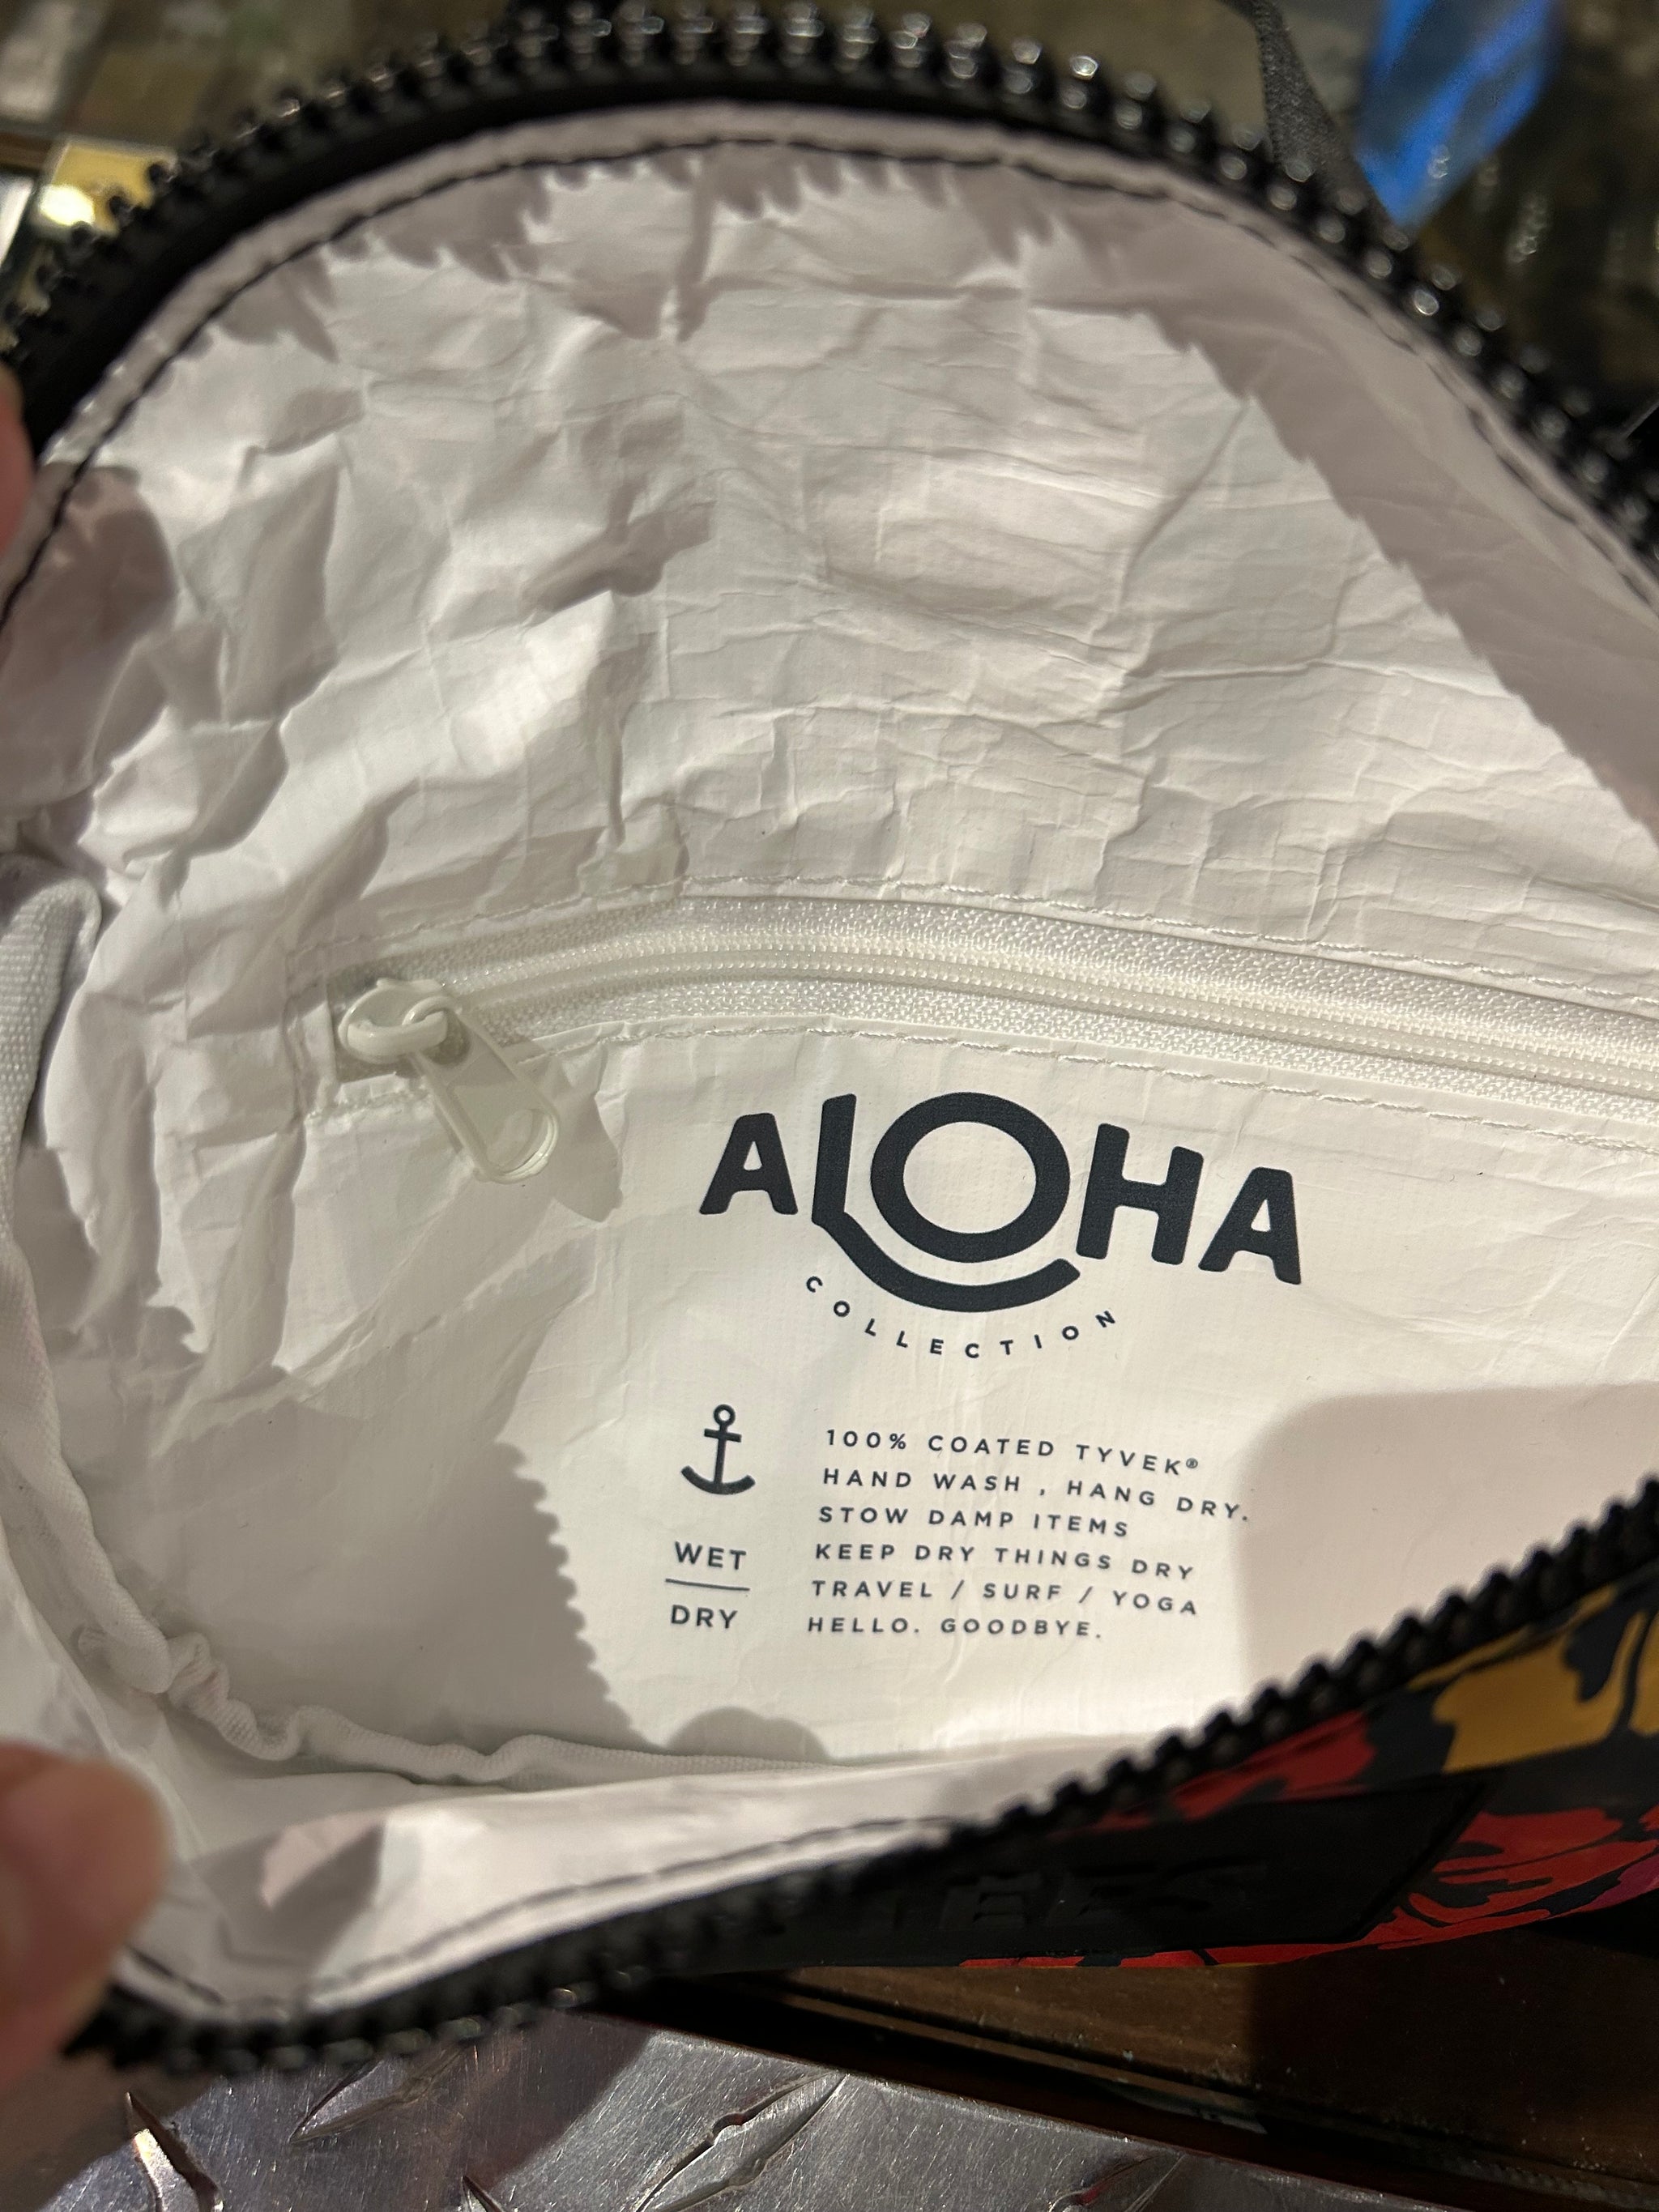 ALOHA
COLLECTION
100% COATED TYVEK®
HAND WASH , HANG DRY.
STOW DAMP ITEMS
KEEP DRY THINGS DRY
TRAVEL / SURF / YOGA
HELLO. GOODBYE.
WET
DRY